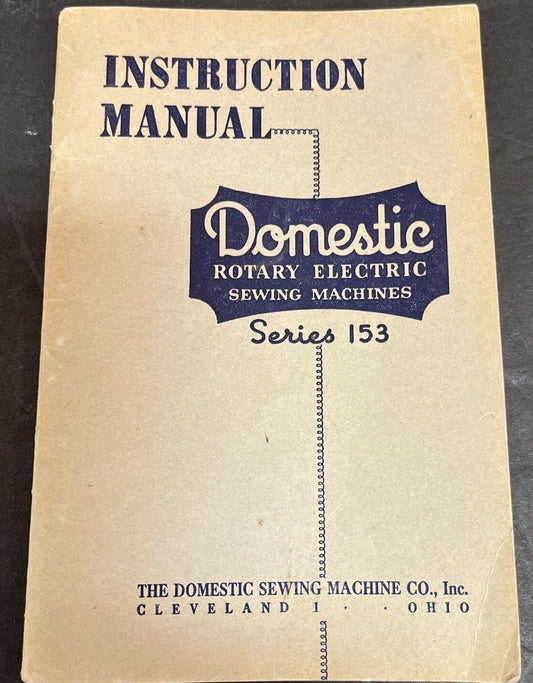 INSTRUCTION
MANUAL
Domestic
ROTARY ELECTRIC
SEWING MACHINES
Series 153
THE DOMESTIC SEWING MACHINE CO., Inc.
CLEVELAND 1 · · OHIO